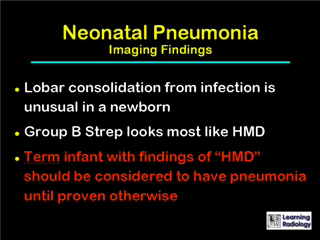 Neonatal Pneumonia
Imaging Findings
Lobar consolidation from infection is
unusual in a newborn
Group B Strep looks most like HMD
Term infant with findings of “HMD”
should be considered to have pneumonia
until proven otherwise
Learning
Radiology